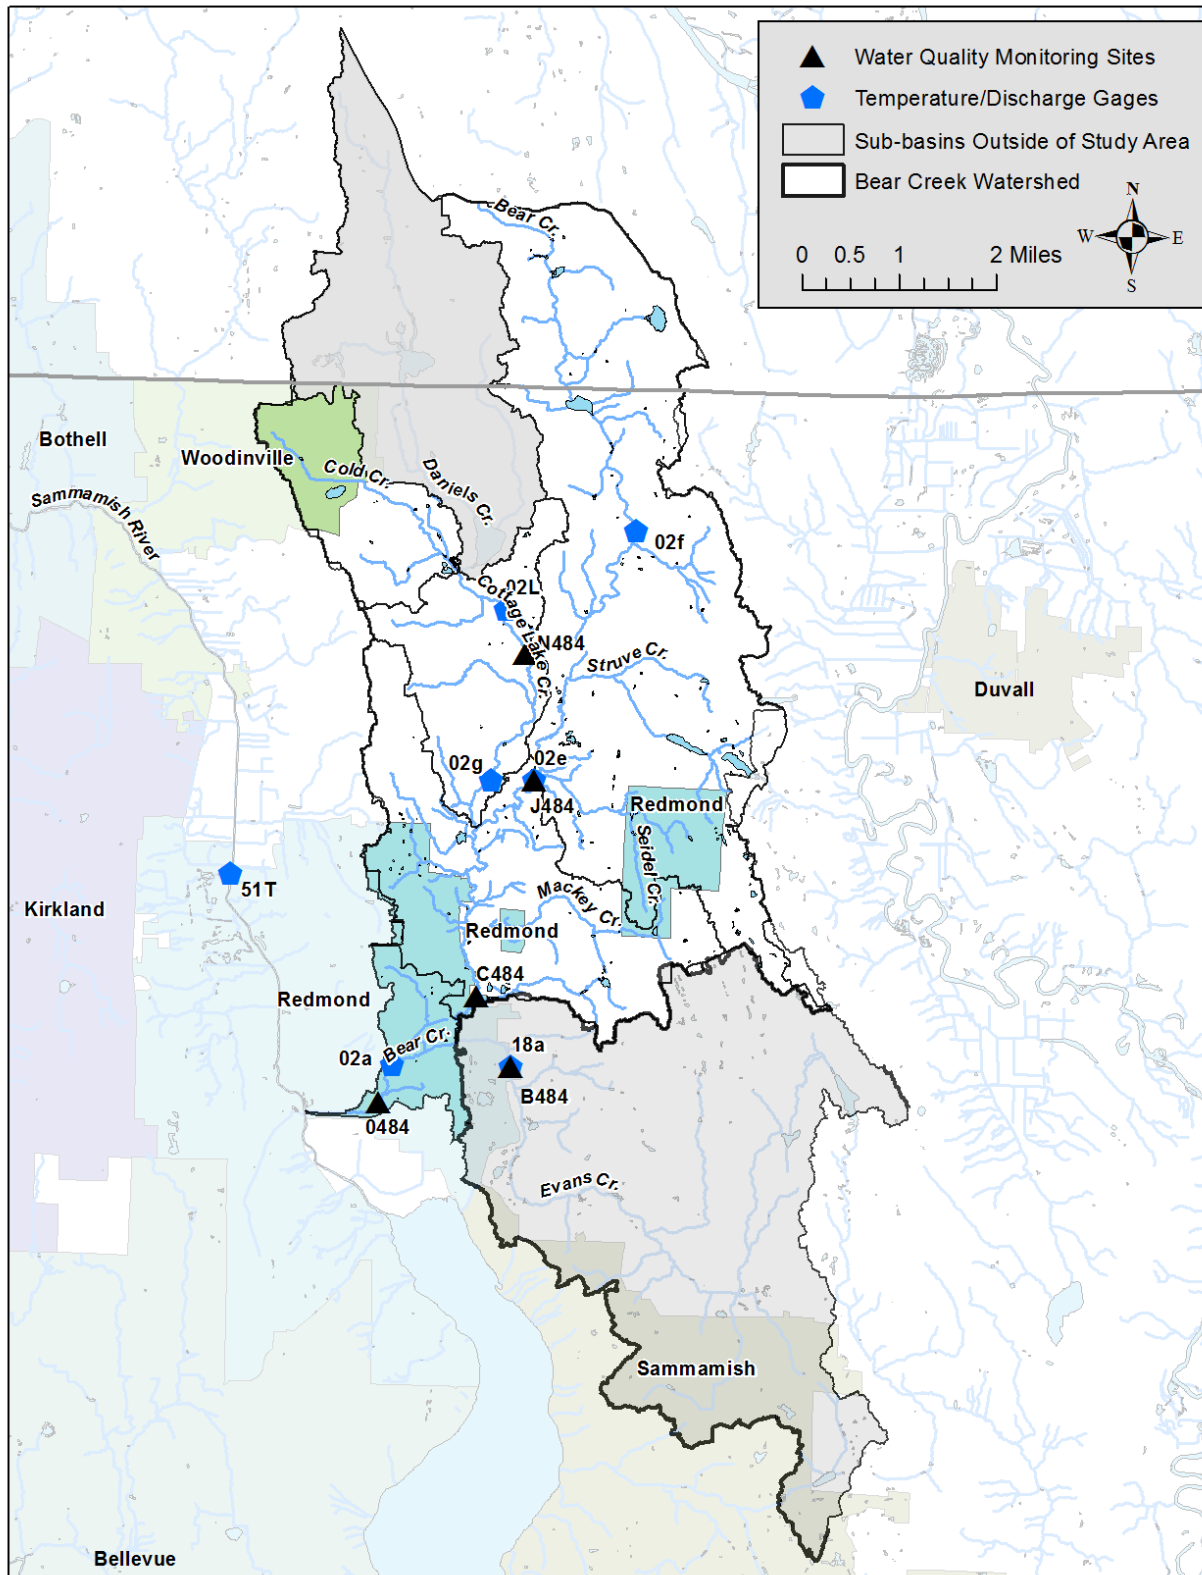 Water Quality Monitoring Sites
Temperature/Discharge Gages
Sub-basins Outside of Study Area
Bear Creek Watershed
N
W
E
S
0 0.5 1 2 Miles
Bear Cr.
Bothell
Woodinville
Cold Cr.
Daniels Cr.
Sammamish River
02f
02L
Cottage Lake Cr.
N484
Struve Cr.
Duvall
02g
02e
J484
Redmond
Seidel Cr.
51T
Kirkland
Mackey Cr.
Redmond
C484
Redmond
Bear Cr.
02a
18a
B484
0484
Evans Cr.
Sammamish
Bellevue